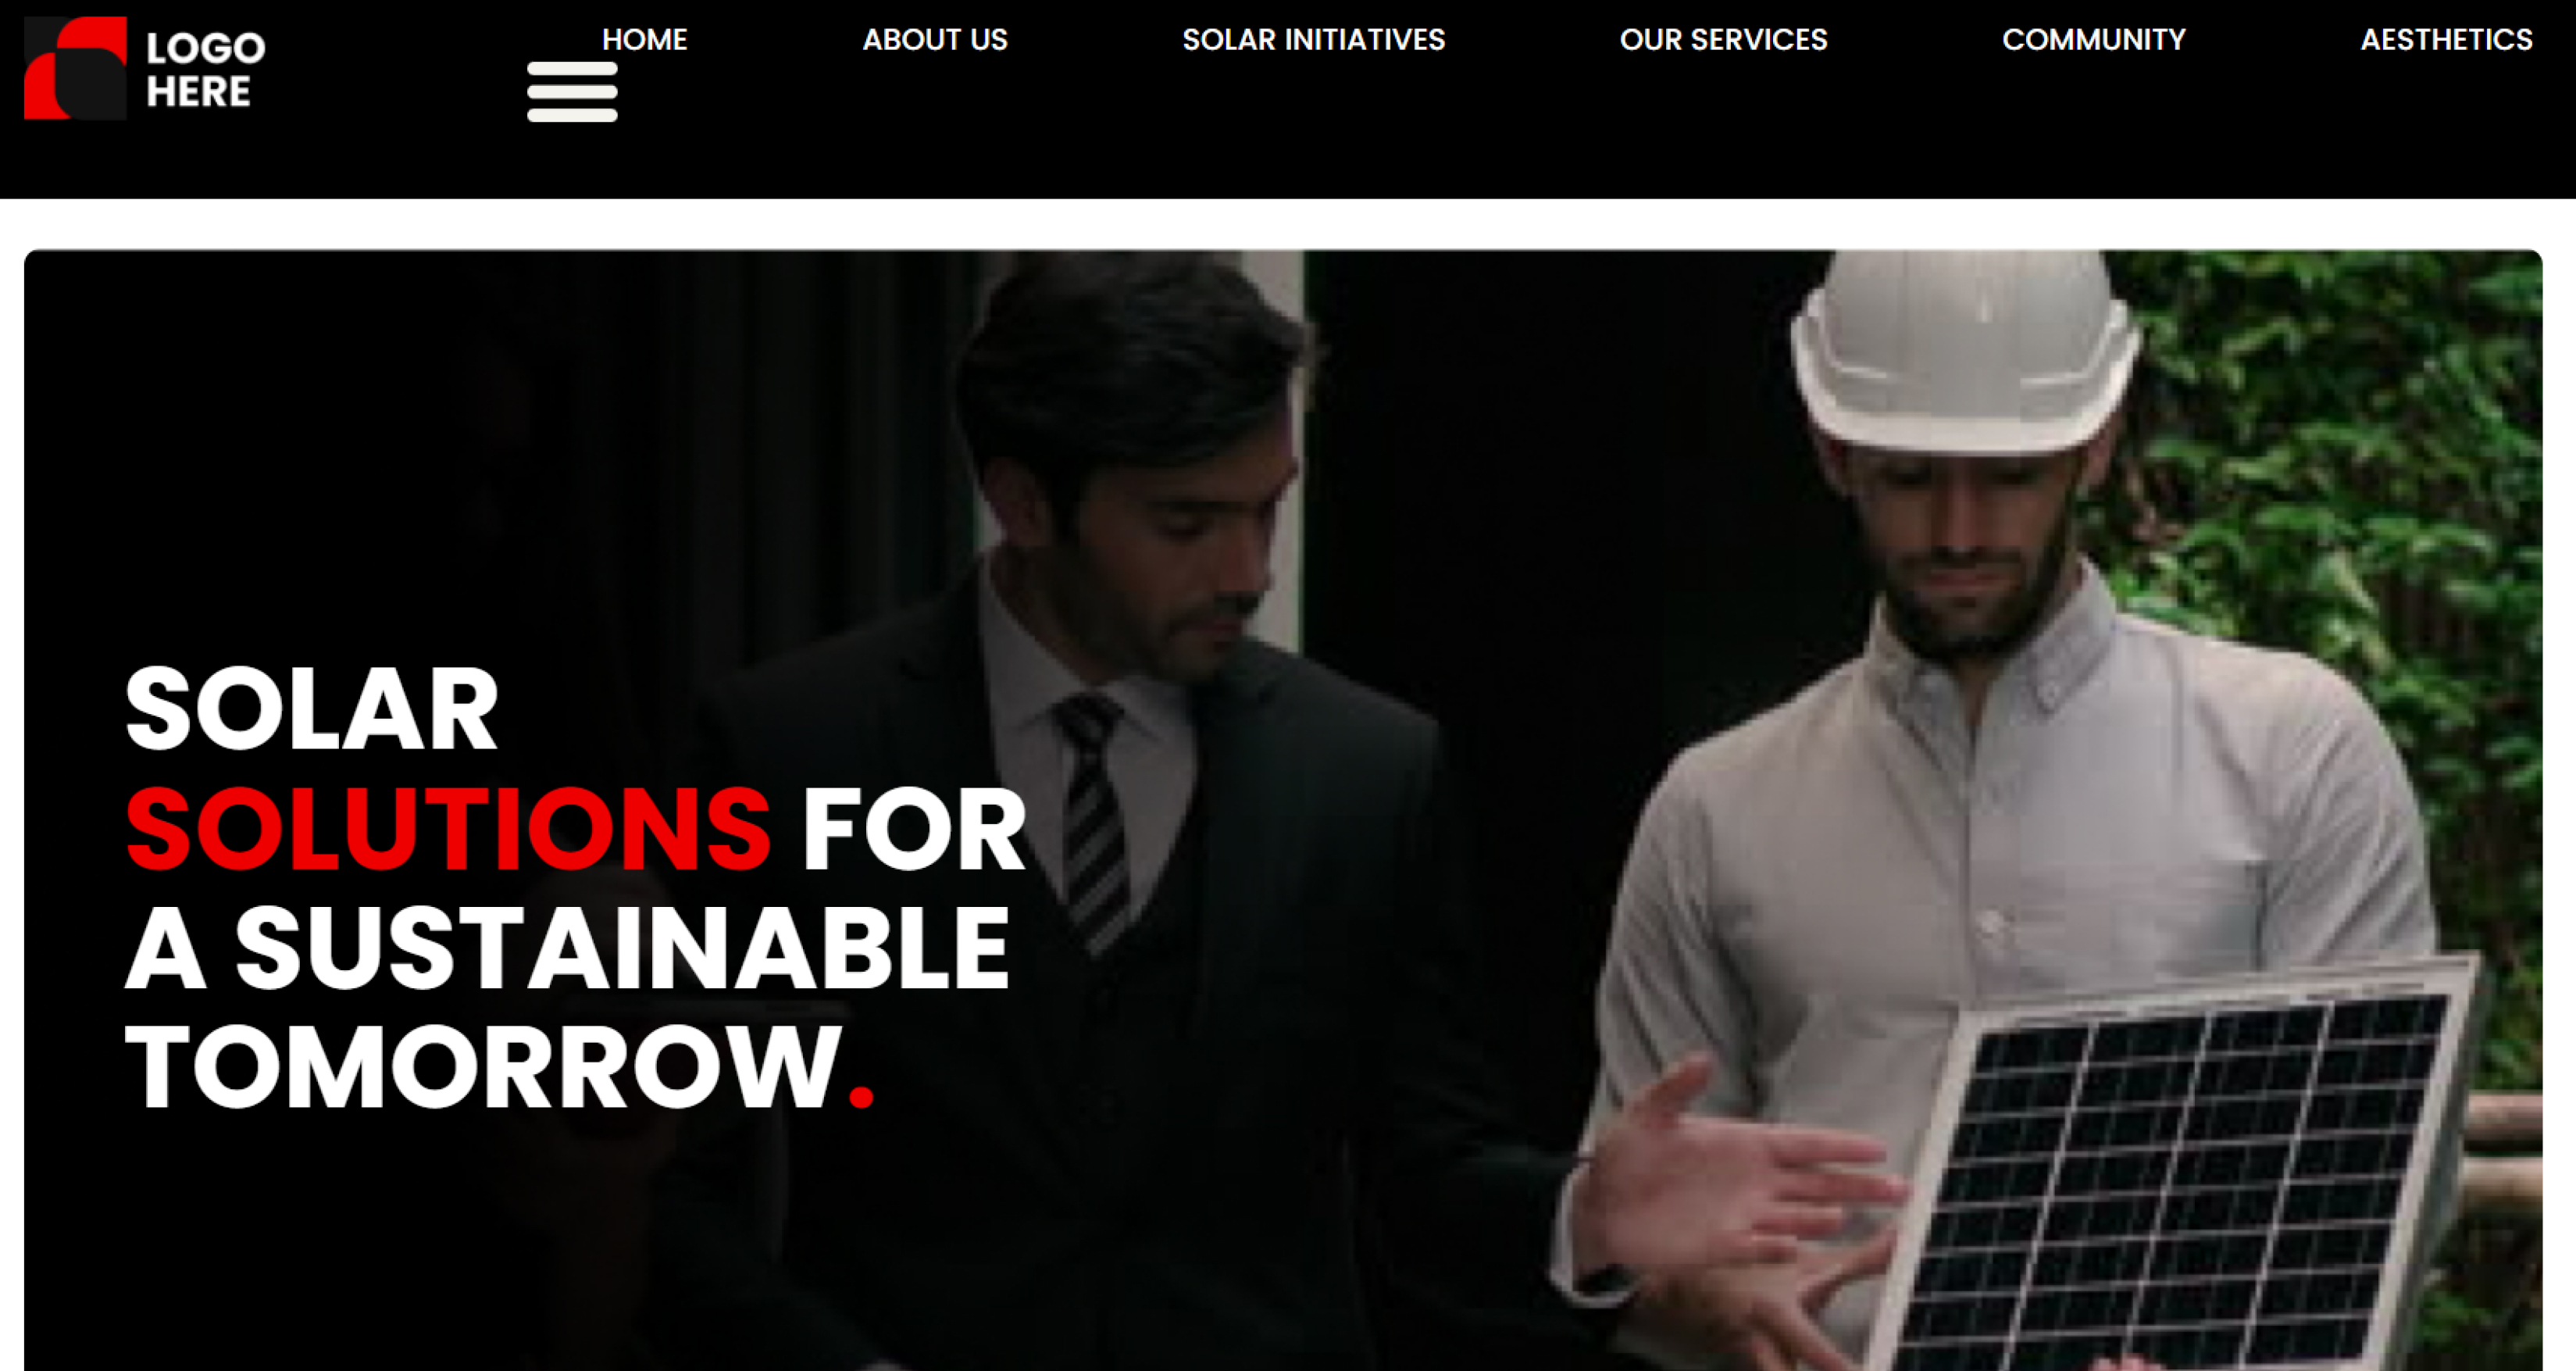 LOGO
HERE
HOME ABOUT US SOLAR INITIATIVES OUR SERVICES COMMUNITY AESTHETICS
SOLAR
SOLUTIONS FOR
A SUSTAINABLE
TOMORROW.